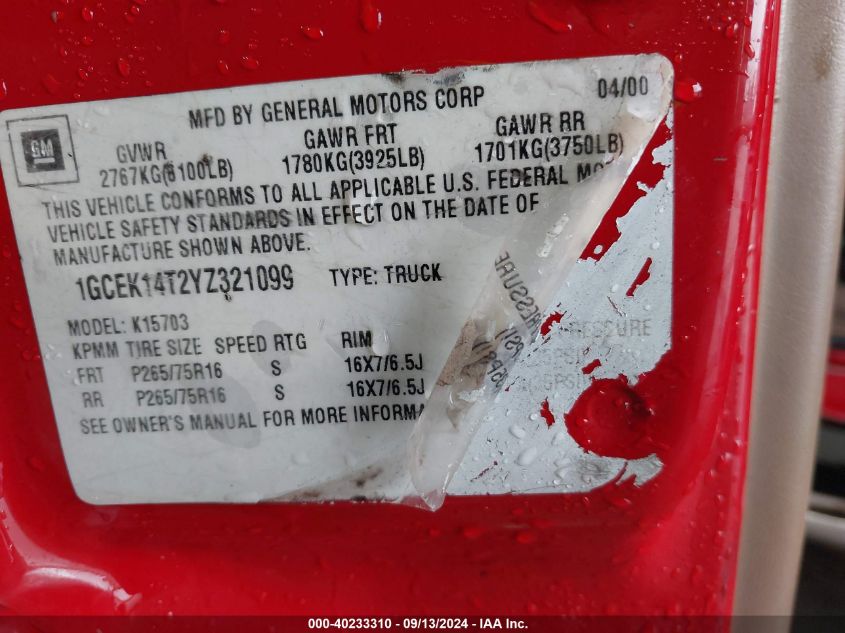 MFD BY GENERAL MOTORS CORP 04/00
GM
GVWR GAWR FRT GAWR RR
2767KG(6100LB) 1780KG(3925LB) 1701KG(3750LB)
THIS VEHICLE CONFORMS TO ALL APPLICABLE U.S. FEDERAL MO
VEHICLE SAFETY STANDARDS IN EFFECT ON THE DATE OF
MANUFACTURE SHOWN ABOVE.
1GCEK14T2YZ321099 TYPE: TRUCK
MODEL: K15703
KPMM TIRE SIZE SPEED RTG RIM PRESSURE
FRT P265/75R16 S 16X7/6.5J
RR P265/75R16 S 16X7/6.5J
SEE OWNER'S MANUAL FOR MORE INFORMA
000-40233310 - 09/13/2024 - IAA Inc.